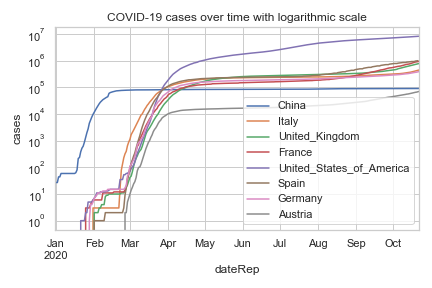 COVID-19 cases over time with logarithmic scale
10^7
10^6
10^5
10^4
10^3
10^2
10^1
10^0
cases
China
Italy
United_Kingdom
France
United_States_of_America
Spain
Germany
Austria
Jan Feb Mar Apr May Jun Jul Aug Sep Oct
2020
dateRep